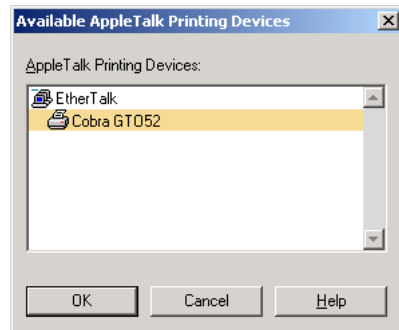 Available AppleTalk Printing Devices
AppleTalk Printing Devices:
EtherTalk
Cobra GTO52
OK Cancel Help